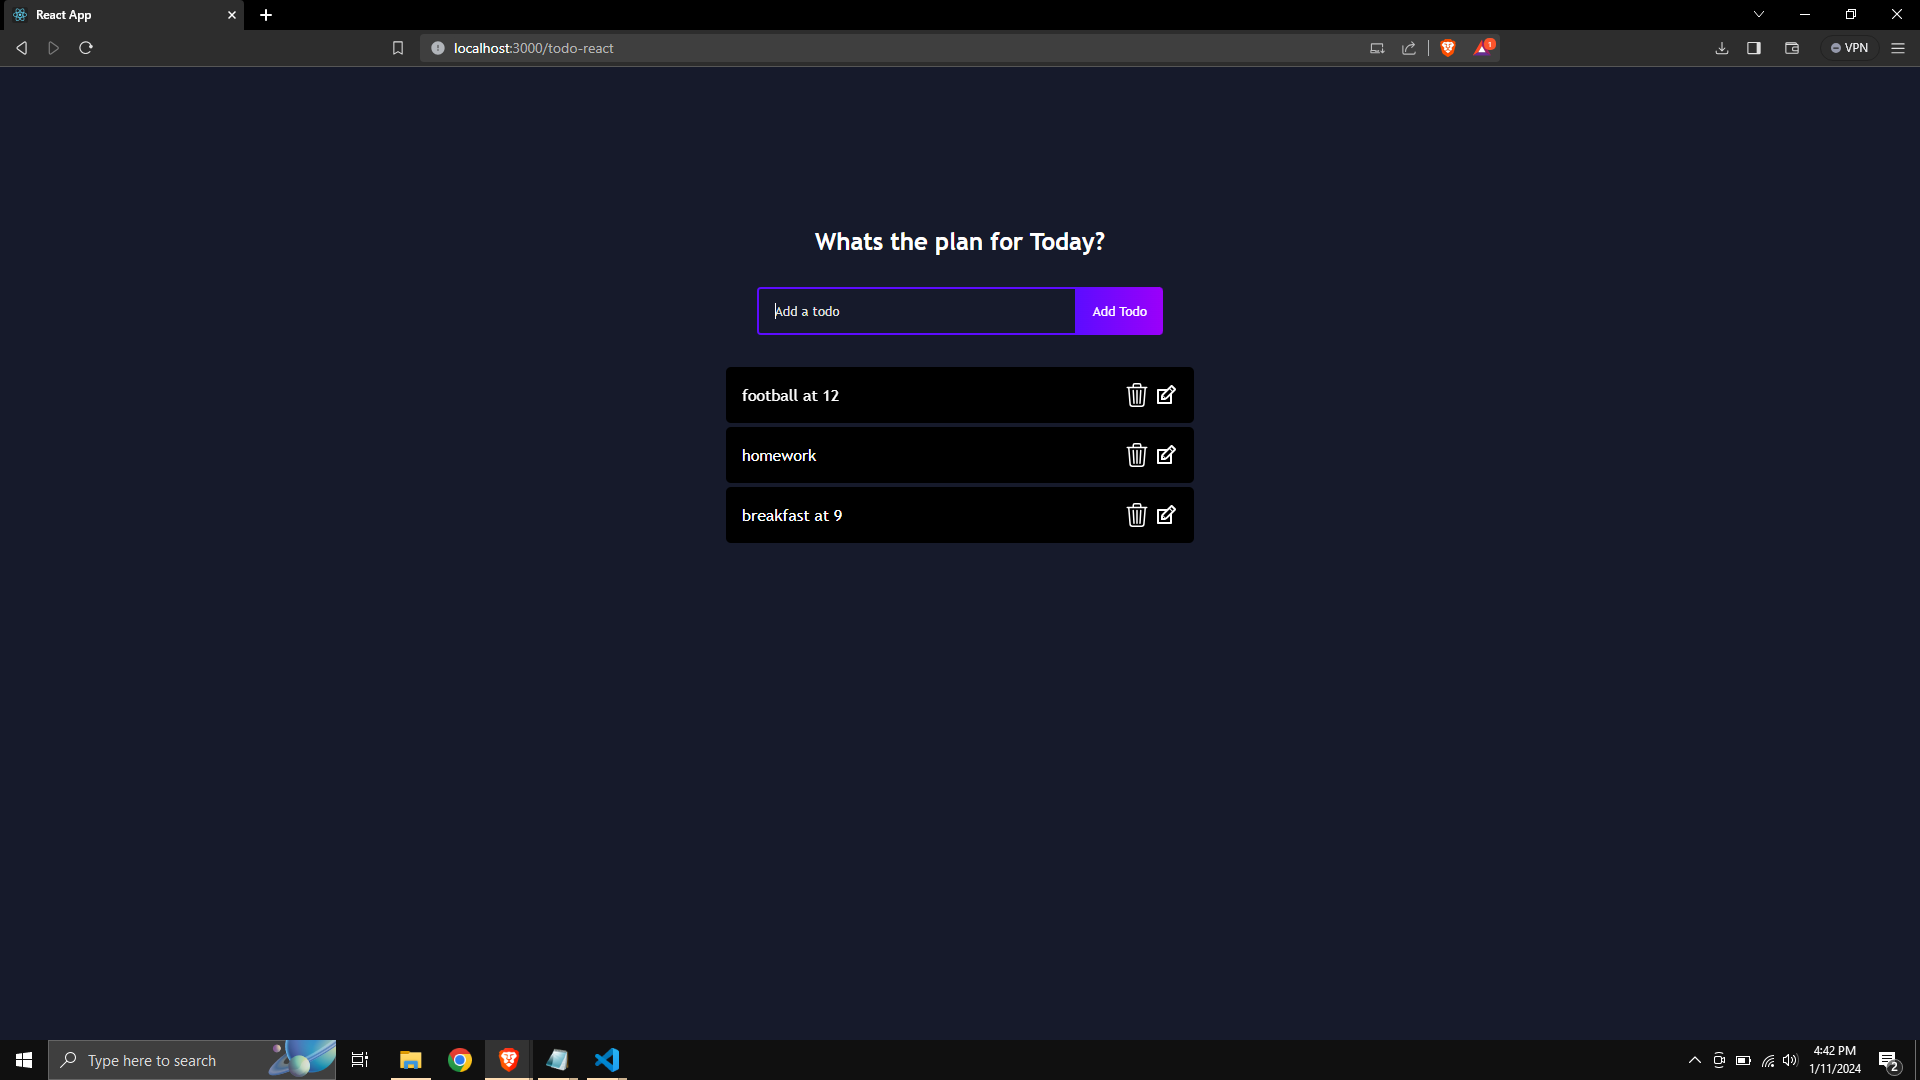 React App
localhost:3000/todo-react
1
VPN
Whats the plan for Today?
Add a todo
Add Todo
football at 12
homework
breakfast at 9
Type here to search
4:42 PM
1/11/2024
2